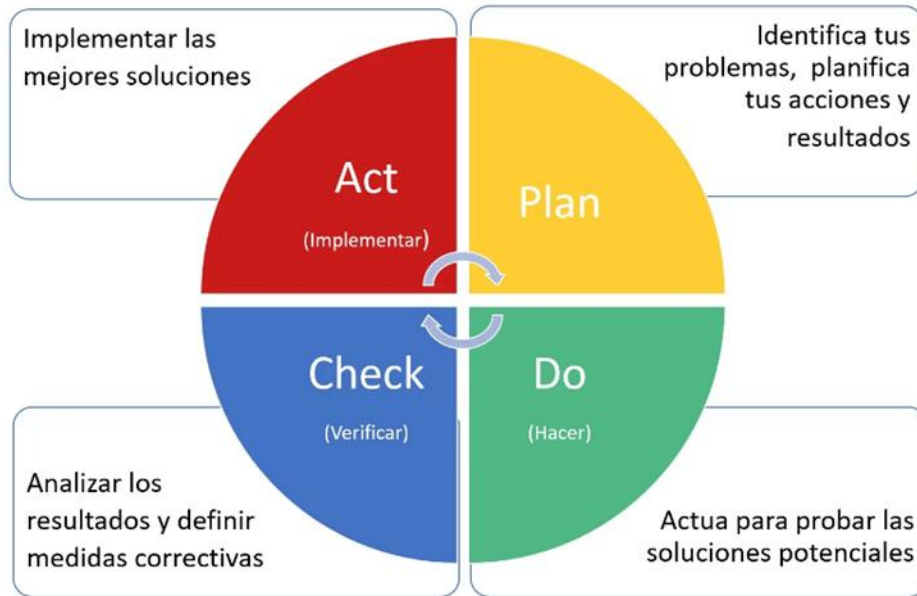 Implementar las
mejores soluciones
Identifica tus
problemas, planifica
tus acciones y
resultados
Act
(Implementar)
Plan
Check
(Verificar)
Do
(Hacer)
Analizar los
resultados y definir
medidas correctivas
Actua para probar las
soluciones potenciales